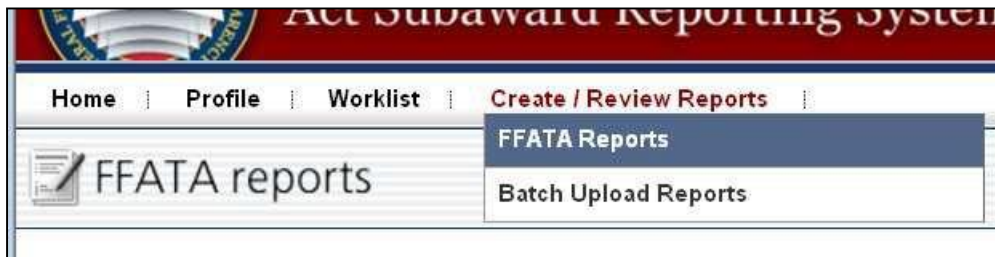 Act Subaward Reporting System
Home Profile Worklist Create / Review Reports
FFATA Reports
FFATA reports
Batch Upload Reports